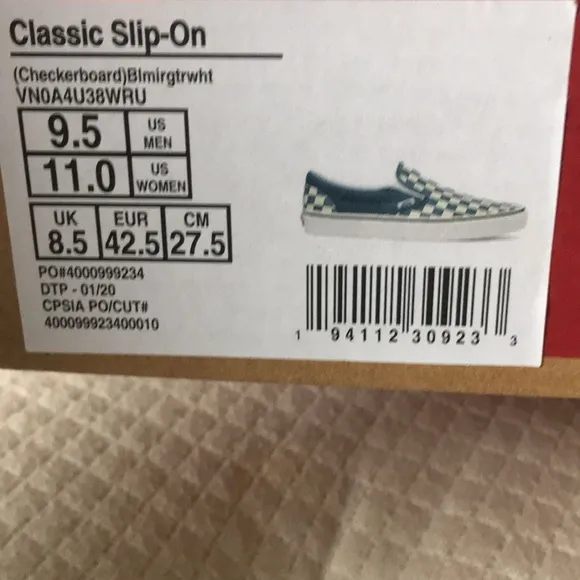 Classic Slip-On
(Checkerboard)Blmirgtrwht
VN0A4U38WRU
9.5 US MEN
11.0 US WOMEN
UK EUR CM
8.5 42.5 27.5
PO#4000999234
DTP - 01/20
CPSIA PO/CUT#
400099923400010
1 94112 30923 3